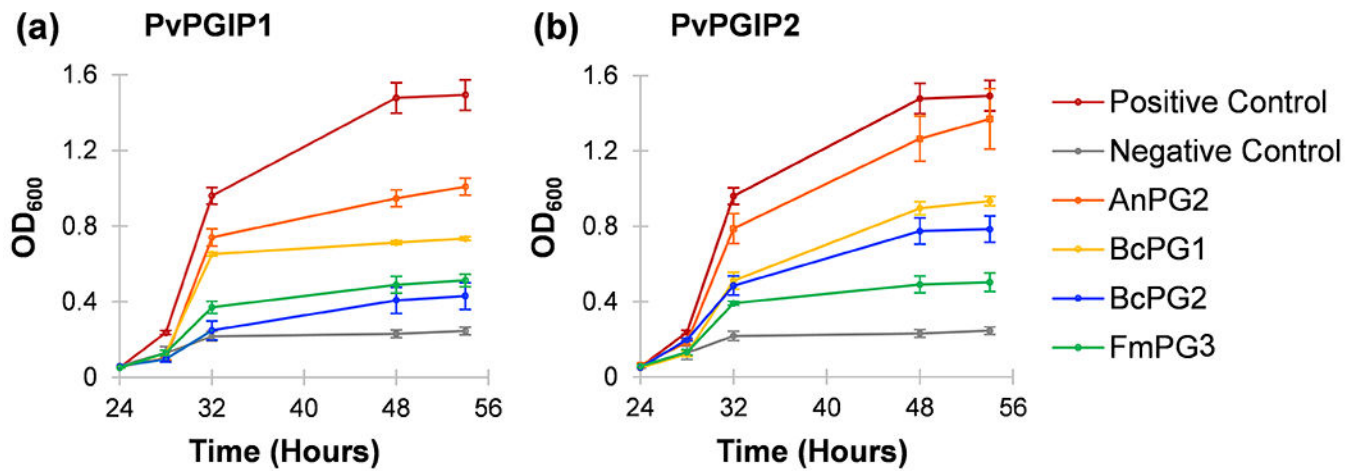 (a) PvPGIP1
(b) PvPGIP2
OD600
1.6
1.2
0.8
0.4
0
24 32 40 48 56
Time (Hours)
OD600
1.6
1.2
0.8
0.4
0
24 32 40 48 56
Time (Hours)
Positive Control
Negative Control
AnPG2
BcPG1
BcPG2
FmPG3